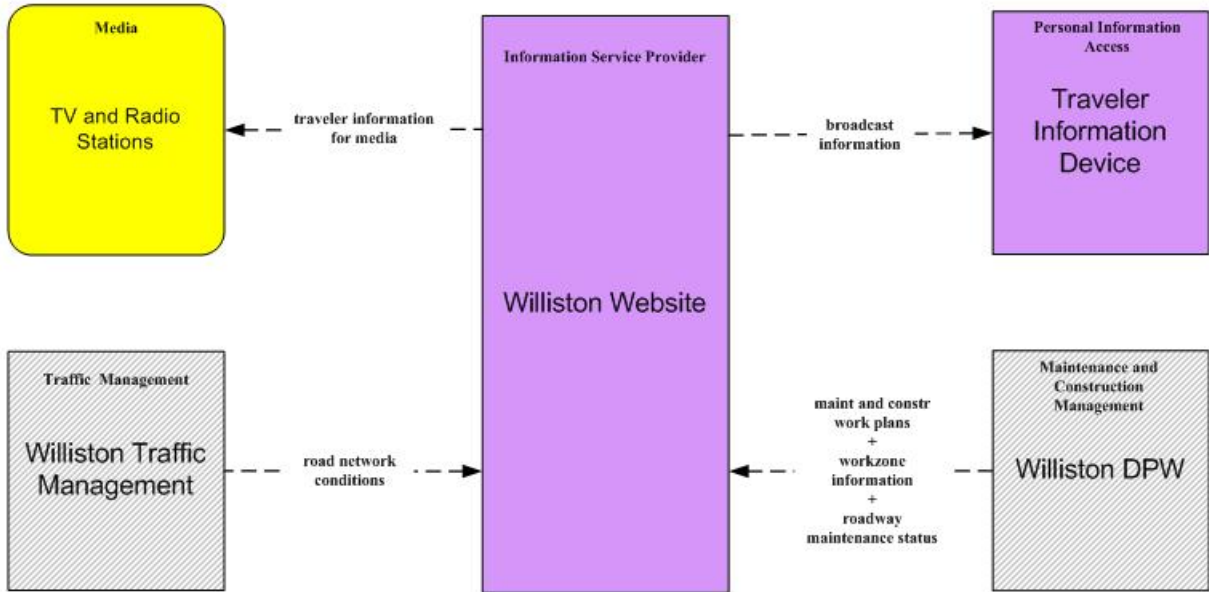 Media
TV and Radio
Stations
traveler information
for media
Information Service Provider
Williston Website
broadcast
information
Personal Information
Access
Traveler
Information
Device
Traffic Management
Williston Traffic
Management
road network
conditions
maint and constr
work plans
+
workzone
information
+
roadway
maintenance status
Maintenance and
Construction
Management
Williston DPW